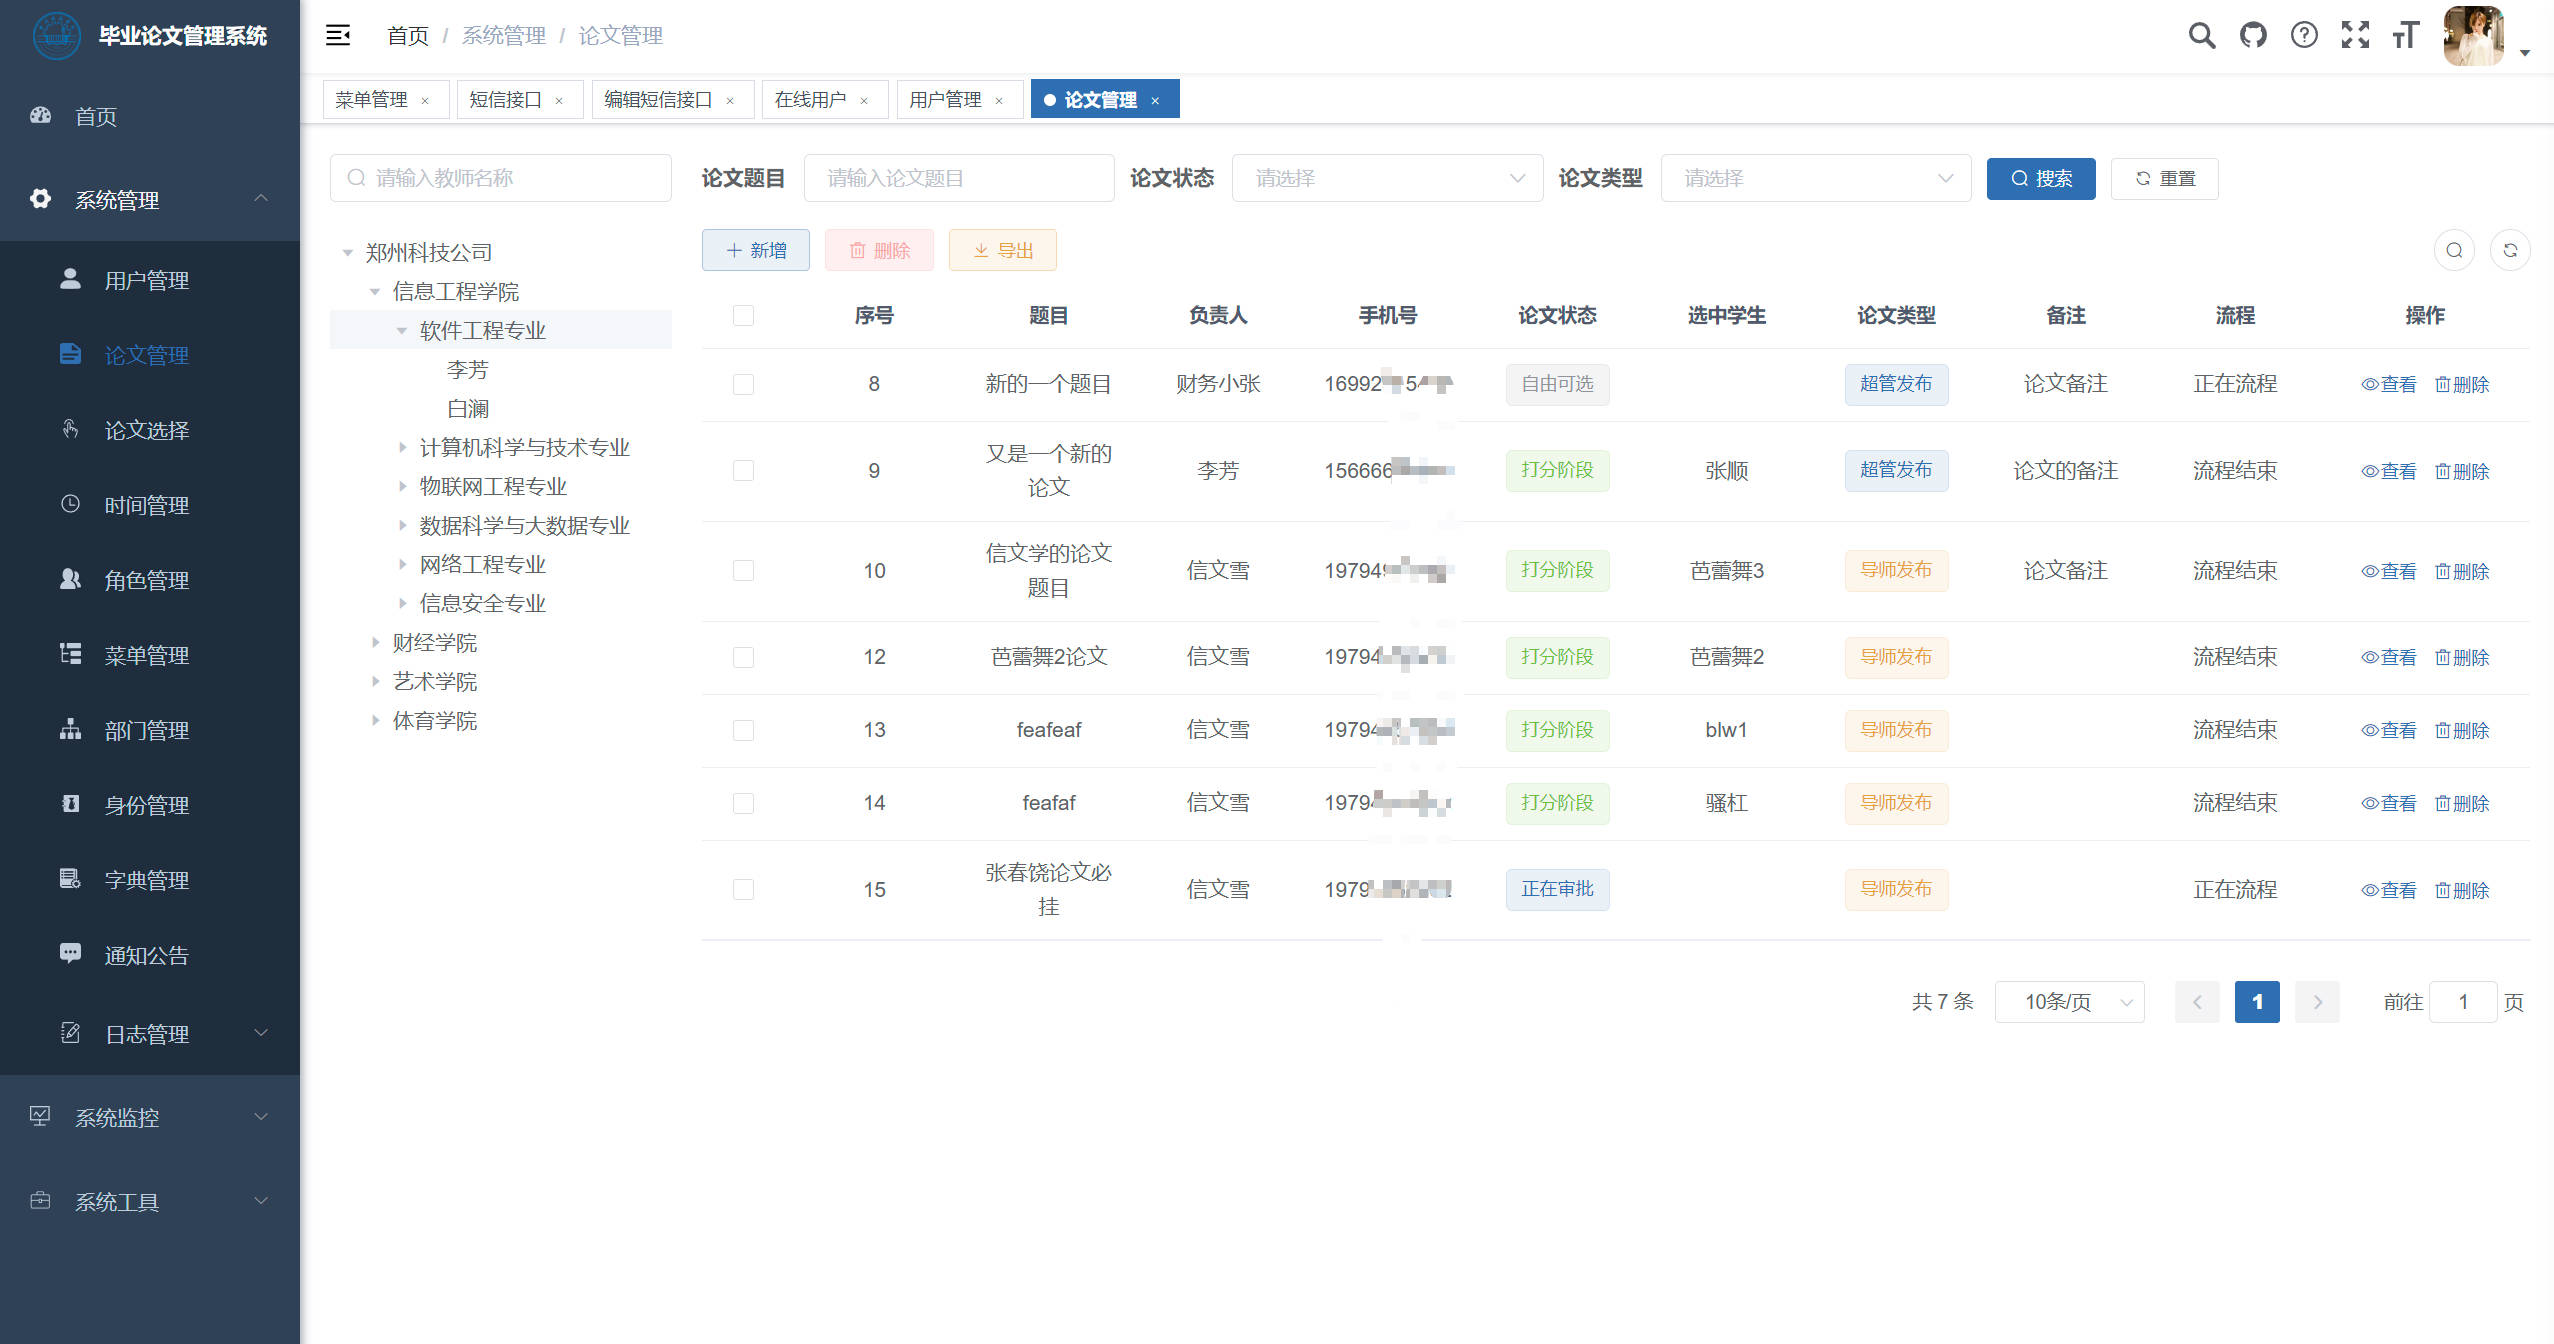 毕业论文管理系统
首页
系统管理
用户管理
论文管理
论文选择
时间管理
角色管理
菜单管理
部门管理
身份管理
字典管理
通知公告
日志管理
系统监控
系统工具
首页 / 系统管理 / 论文管理
菜单管理 × 短信接口 × 编辑短信接口 × 在线用户 × 用户管理 × 论文管理 ×
请输入教师名称
郑州科技公司
信息工程学院
软件工程专业
李芳
白澜
计算机科学与技术专业
物联网工程专业
数据科学与大数据专业
网络工程专业
信息安全专业
财经学院
艺术学院
体育学院
论文题目 请输入论文题目 论文状态 请选择 论文类型 请选择 搜索 重置
新增 删除 导出
序号 题目 负责人 手机号 论文状态 选中学生 论文类型 备注 流程 操作
8 新的一个题目 财务小张 16992 自由可选 超管发布 论文备注 正在流程 查看 删除
9 又是一个新的
论文 李芳 156666 打分阶段 张顺 超管发布 论文的备注 流程结束 查看 删除
10 信文学的论文
题目 信文雪 1979 打分阶段 芭蕾舞3 导师发布 论文备注 流程结束 查看 删除
12 芭蕾舞2论文 信文雪 1979 打分阶段 芭蕾舞2 导师发布 流程结束 查看 删除
13 feafeaf 信文雪 1979 打分阶段 blw1 导师发布 流程结束 查看 删除
14 feafaf 信文雪 1979 打分阶段 骚杠 导师发布 流程结束 查看 删除
15 张春饶论文必
挂 信文雪 1979 正在审批 导师发布 正在流程 查看 删除
共 7 条 10条/页 1 前往 1 页